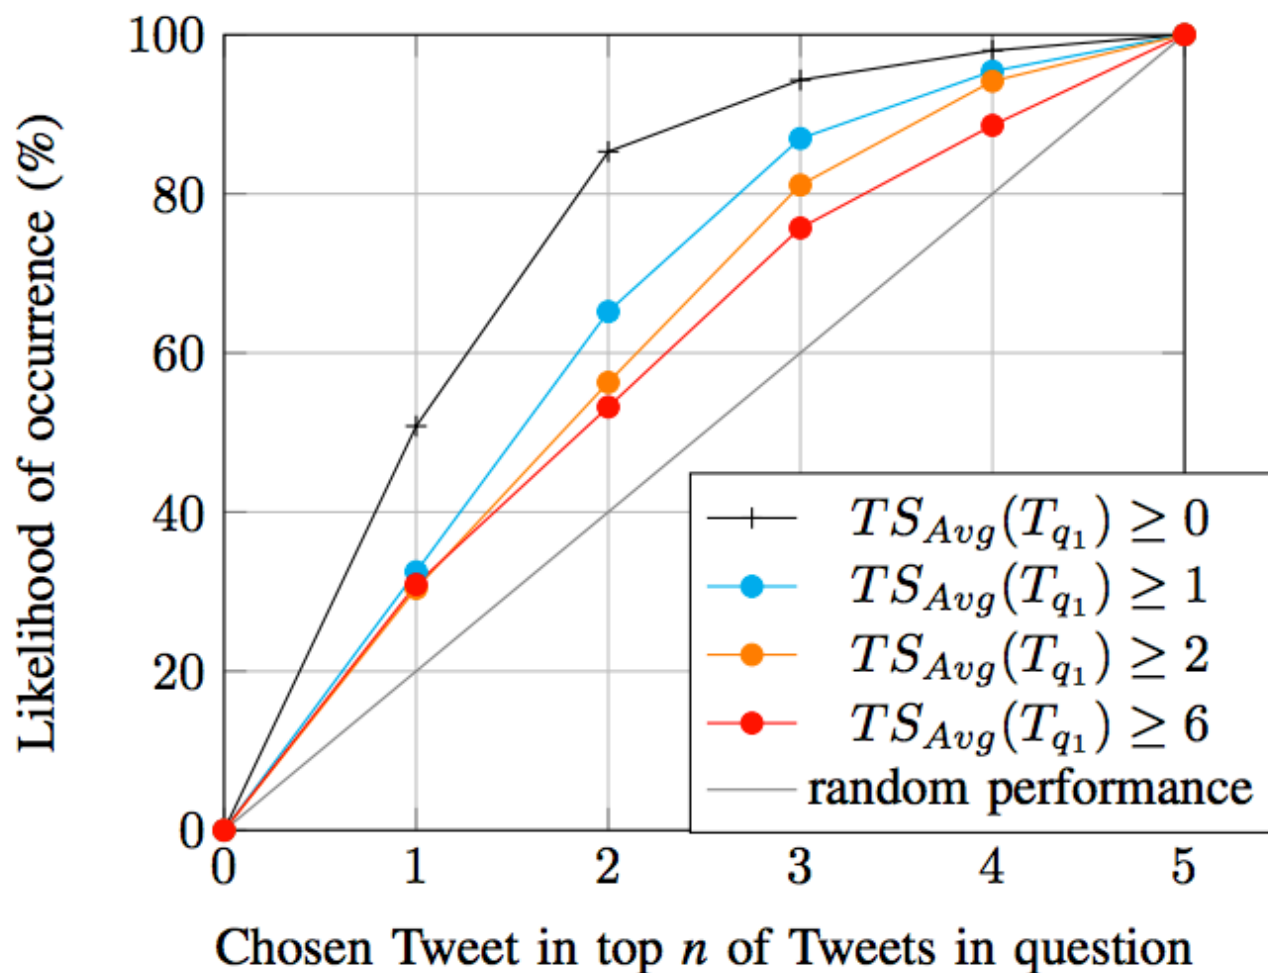 Likelihood of occurrence (%)
100
80
60
40
20
0
0 1 2 3 4 5
Chosen Tweet in top n of Tweets in question
TS_{Avg}(T_{q_1}) ≥ 0
TS_{Avg}(T_{q_1}) ≥ 1
TS_{Avg}(T_{q_1}) ≥ 2
TS_{Avg}(T_{q_1}) ≥ 6
random performance